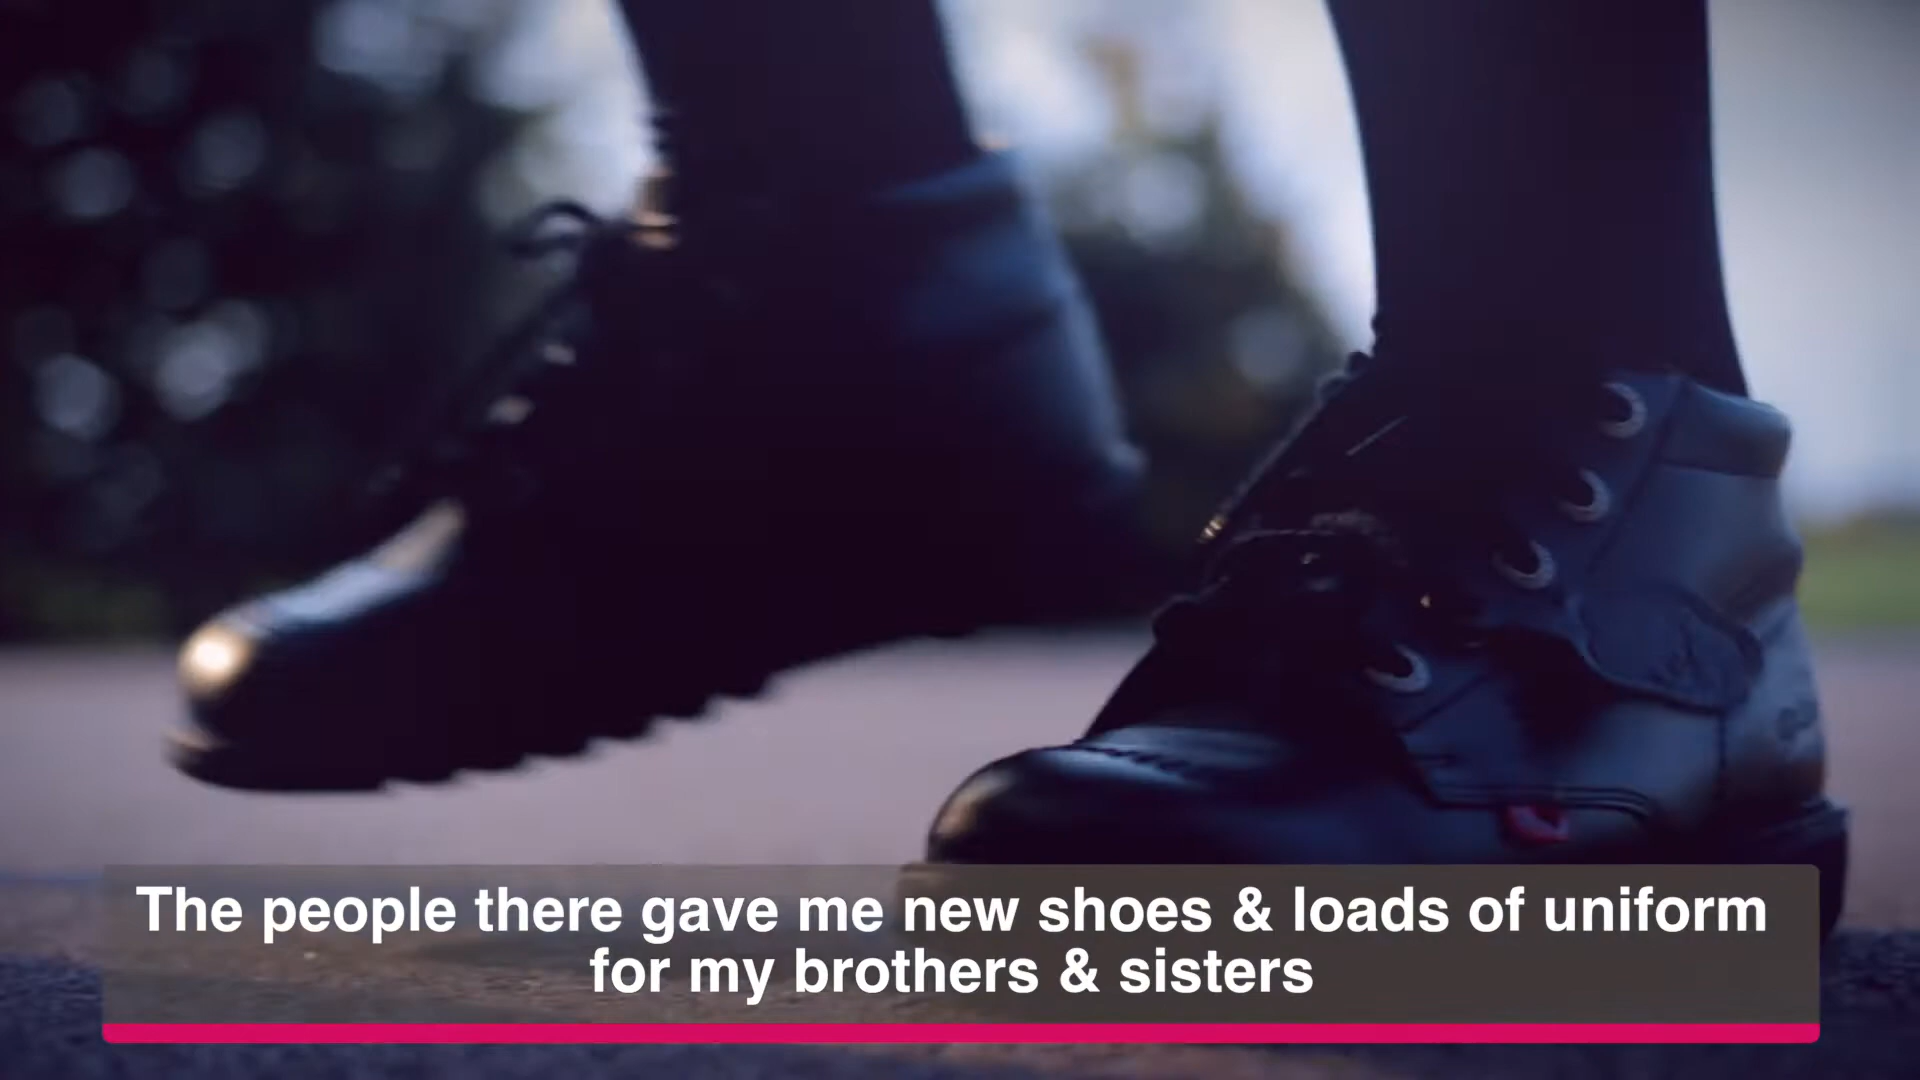 The people there gave me new shoes & loads of uniform
for my brothers & sisters